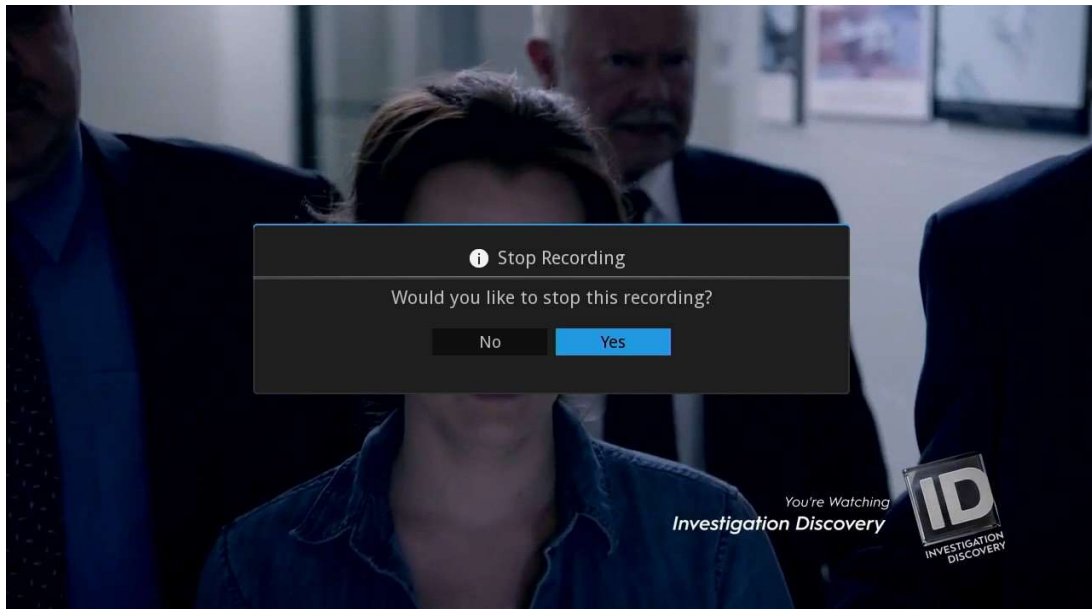 Stop Recording
Would you like to stop this recording?
No Yes
You're Watching
Investigation Discovery
ID
INVESTIGATION
DISCOVERY